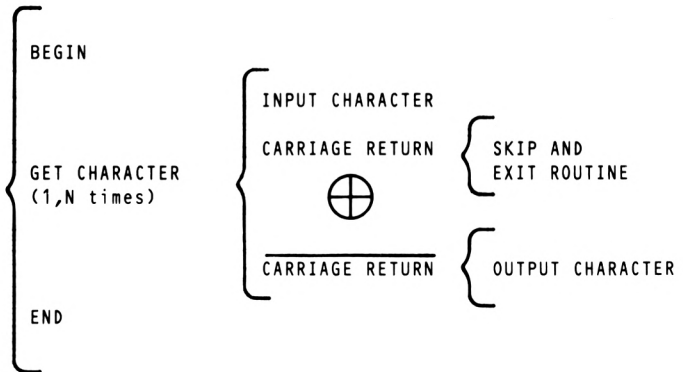 BEGIN
GET CHARACTER
(1,N times)
END
INPUT CHARACTER
CARRIAGE RETURN
CARRIAGE RETURN
SKIP AND
EXIT ROUTINE
OUTPUT CHARACTER